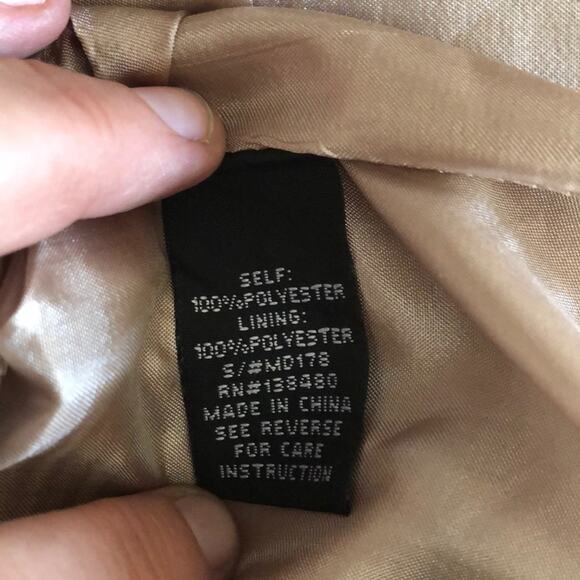 SELF:
100%POLYESTER
LINING:
100%POLYESTER
S/#MD178
RN#138480
MADE IN CHINA
SEE REVERSE
FOR CARE
INSTRUCTION